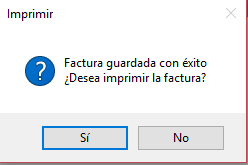 Imprimir
Factura guardada con éxito
¿Desea imprimir la factura?
Sí
No